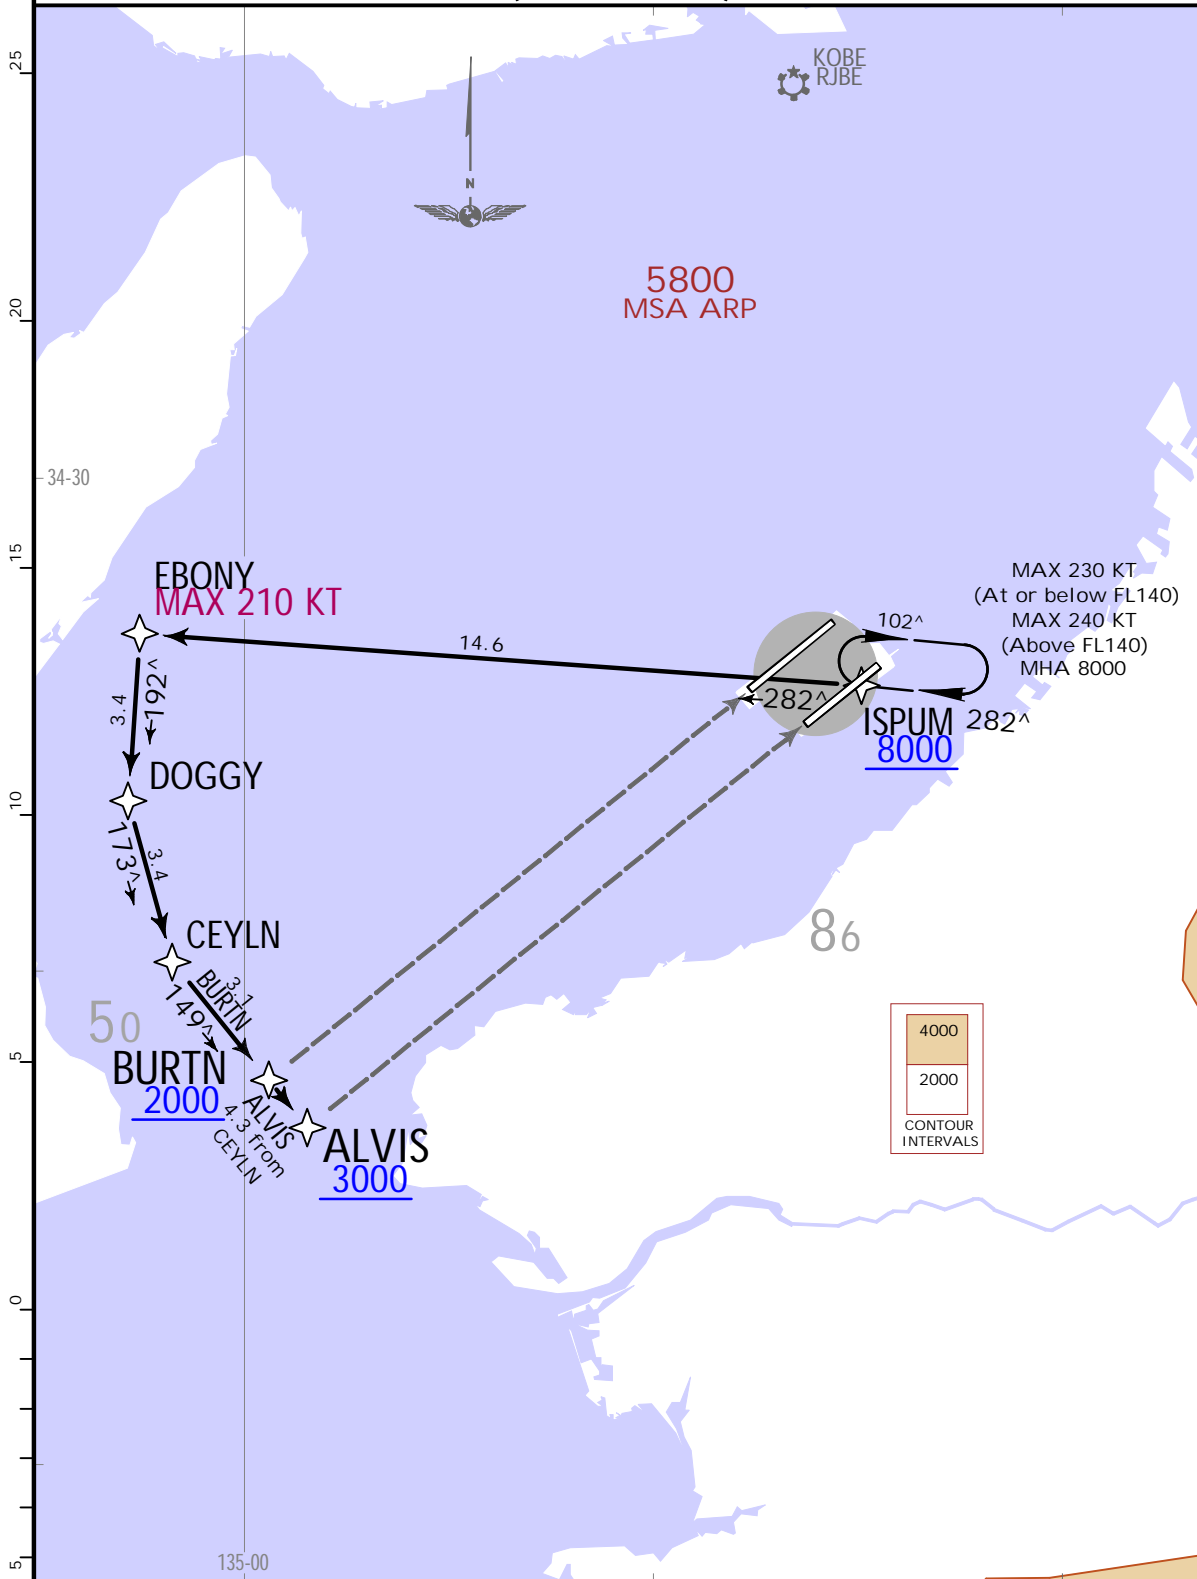 KOBE
RJBE
25
N
5800
MSA ARP
20
34-30
15
EBONY
MAX 210 KT
14.6
102^
MAX 230 KT
(At or below FL140)
MAX 240 KT
(Above FL140)
MHA 8000
3.4
192^
282^
ISPUM
8000
282^
DOGGY
10
173^
3.4
CEYLN
86
3.1
BURTN
149^
50
5
BURTN
2000
ALVIS
4.3 from
CEYLN
ALVIS
3000
4000
2000
CONTOUR
INTERVALS
0
5
135-00